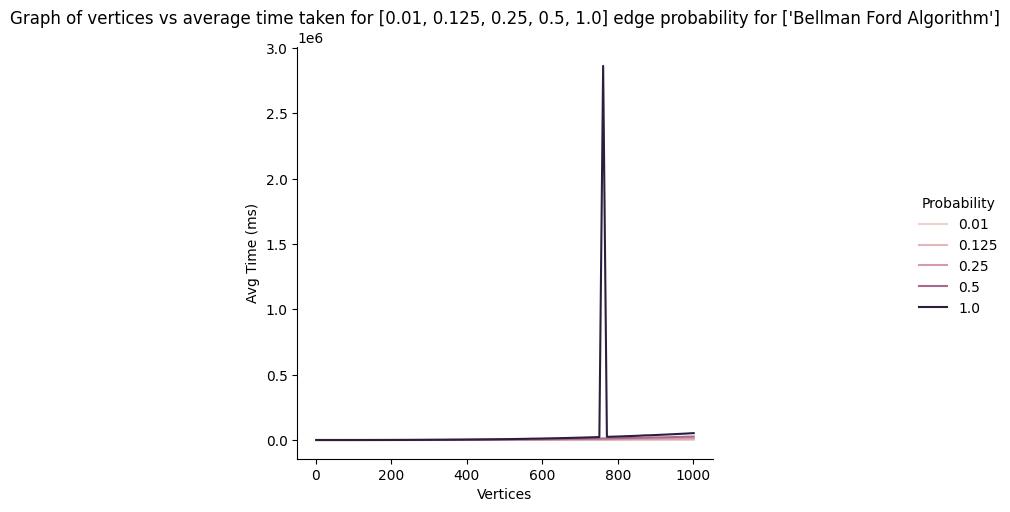 Graph of vertices vs average time taken for [0.01, 0.125, 0.25, 0.5, 1.0] edge probability for ['Bellman Ford Algorithm']
1e6
3.0
2.5
2.0
1.5
1.0
0.5
0.0
Avg Time (ms)
0 200 400 600 800 1000
Vertices
Probability
0.01
0.125
0.25
0.5
1.0